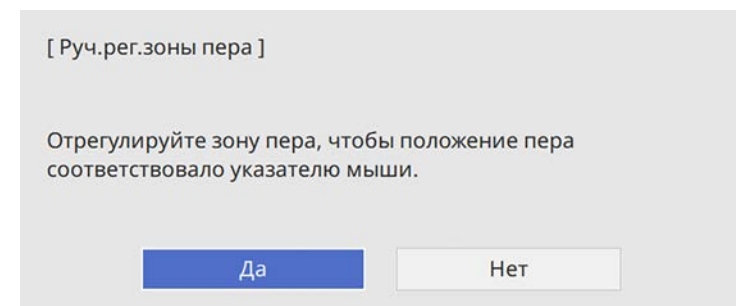 [ Руч.рег.зоны пера ]
Отрегулируйте зону пера, чтобы положение пера
соответствовало указателю мыши.
Да
Нет